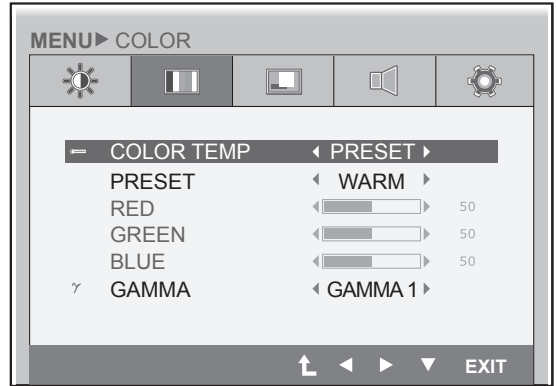 MENU▶ COLOR
COLOR TEMP ◀ PRESET ▶
PRESET ◀ WARM ▶
RED 50
GREEN 50
BLUE 50
γ GAMMA ◀ GAMMA 1 ▶
EXIT